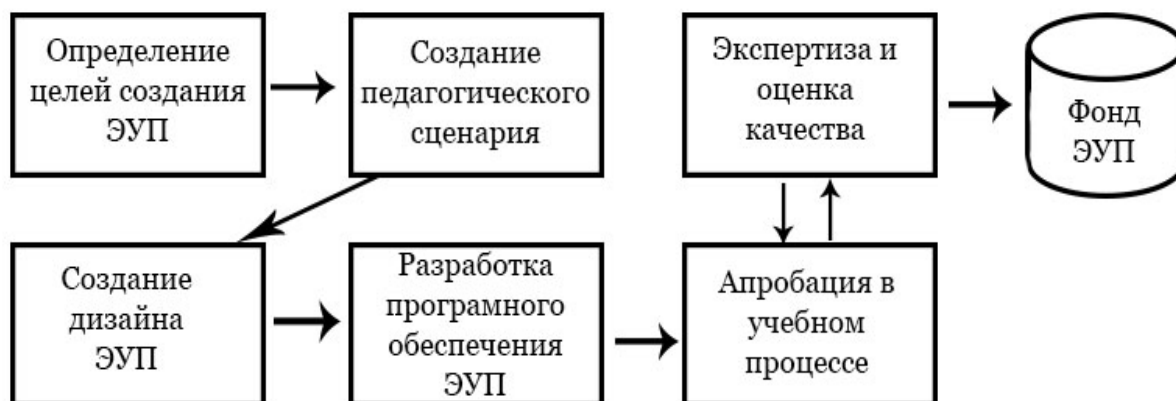 Определение
целей создания
ЭУП
Создание
педагогического
сценария
Экспертиза и
оценка
качества
Фонд
ЭУП
Создание
дизайна
ЭУП
Разработка
програмного
обеспечения
ЭУП
Апробация в
учебном
процессе